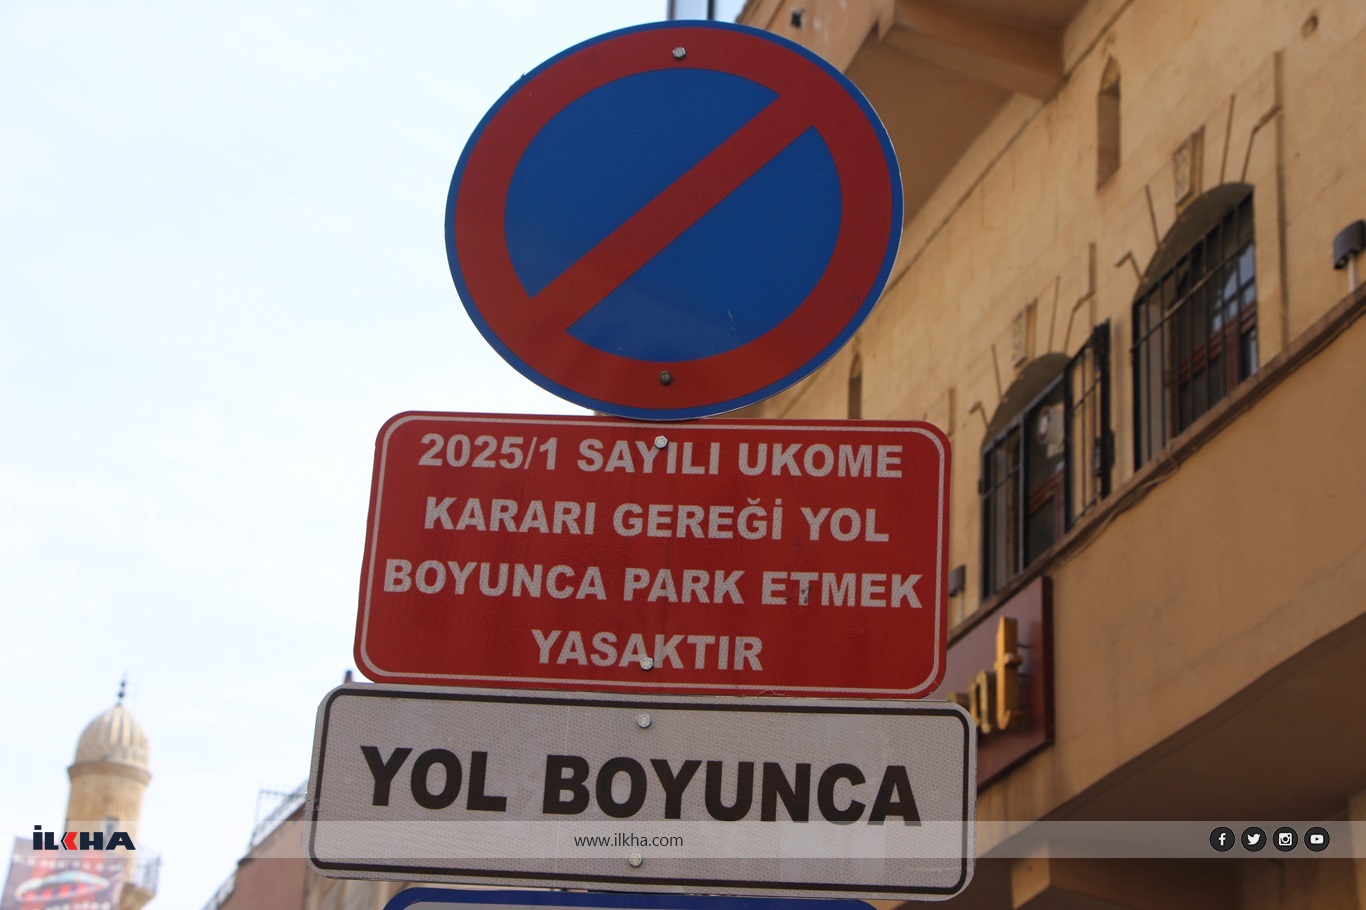 2025/1 SAYILI UKOME
KARARI GEREĞİ YOL
BOYUNCA PARK ETMEK
YASAKTIR
YOL BOYUNCA
İLKHA
www.ilkha.com